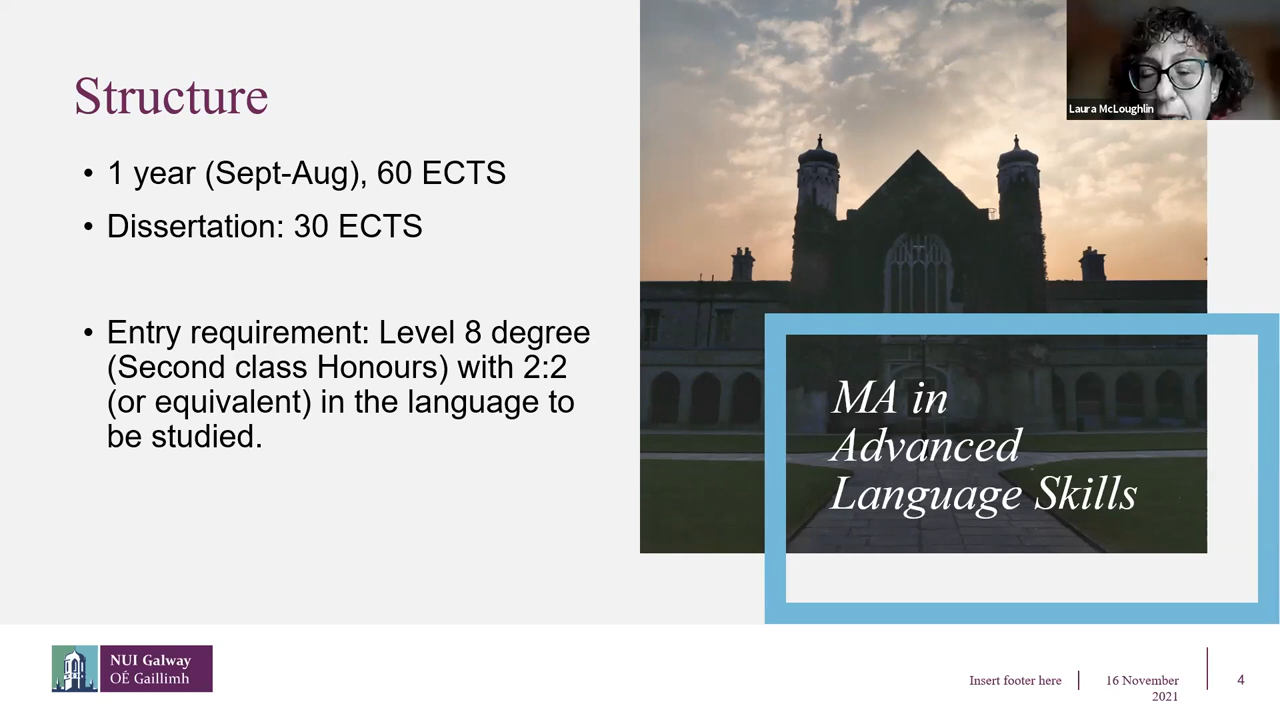 Structure
• 1 year (Sept-Aug), 60 ECTS
• Dissertation: 30 ECTS
• Entry requirement: Level 8 degree
(Second class Honours) with 2:2
(or equivalent) in the language to
be studied.
Laura McLoughlin
MA in
Advanced
Language Skills
NUI Galway
OÉ Gaillimh
Insert footer here
16 November
2021
4